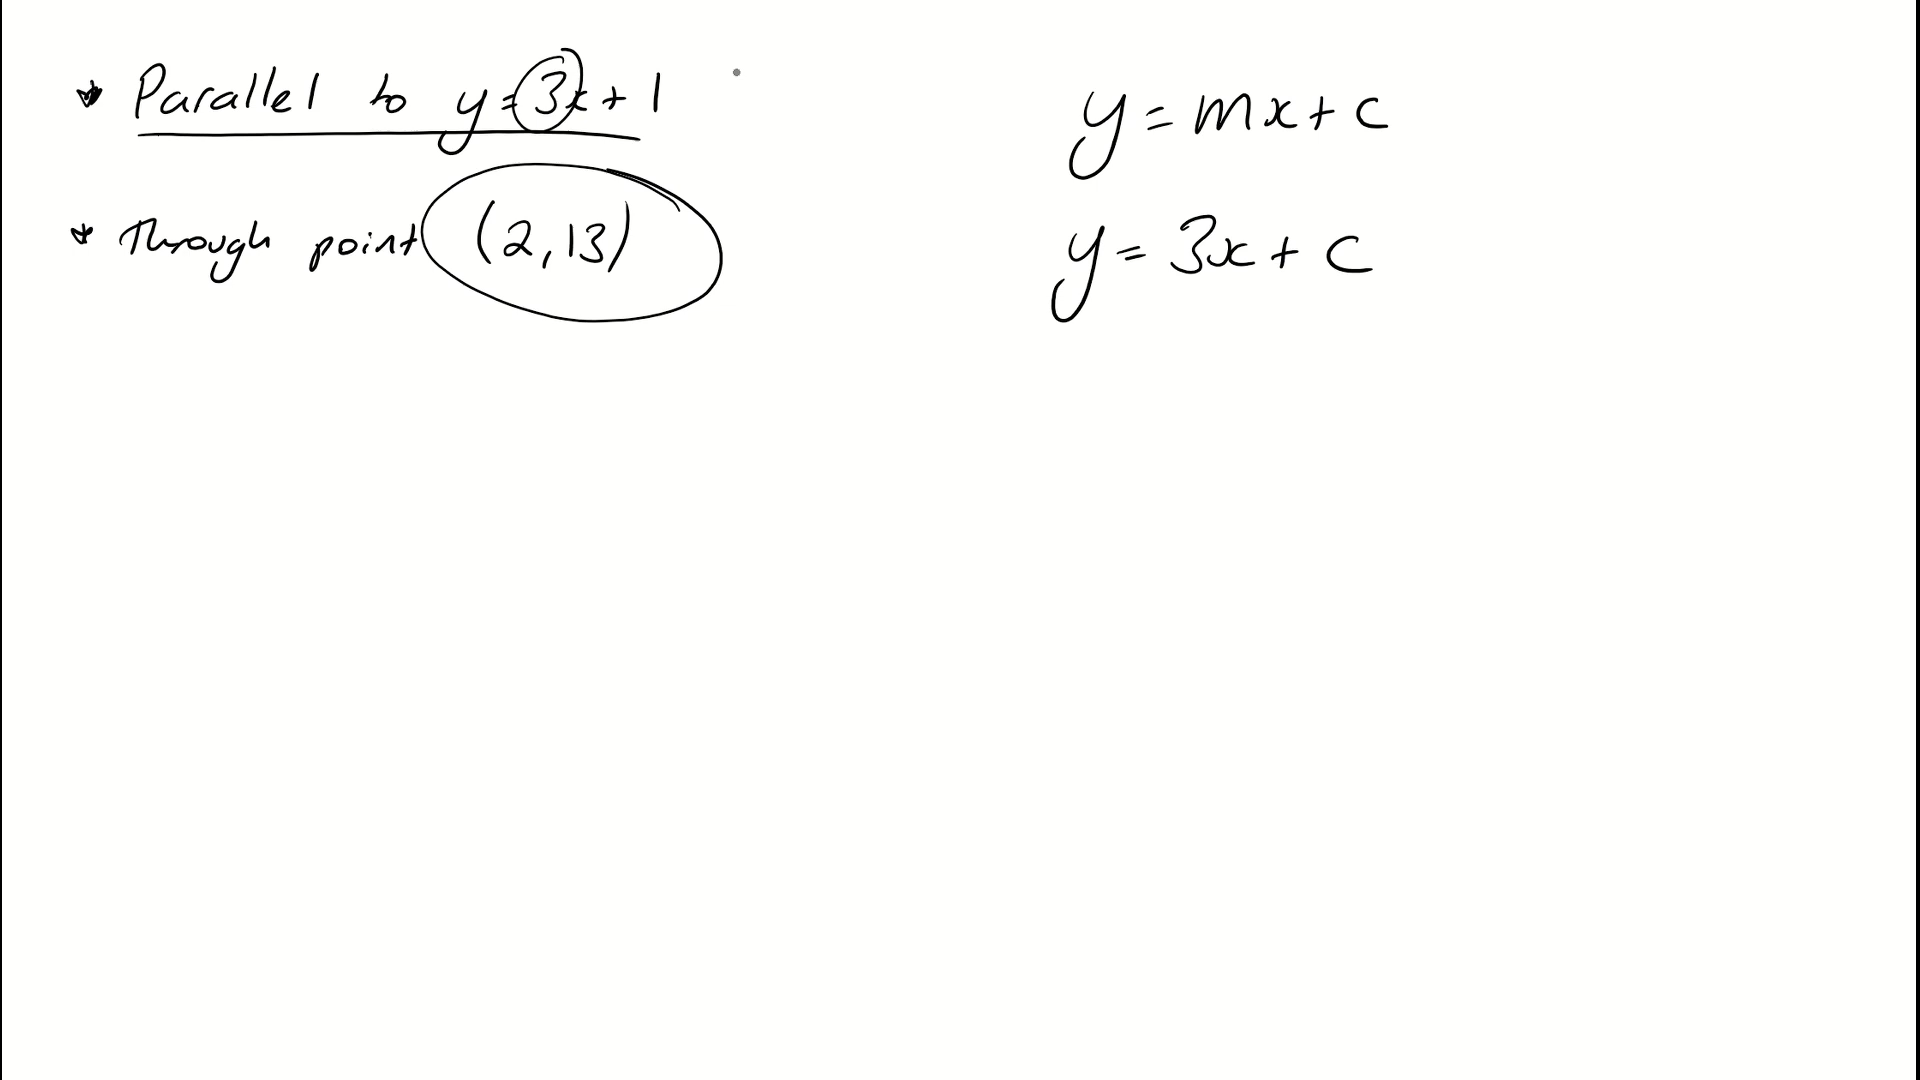 * Parallel to y=3x+1
* Through point (2,13)
y=mx+c
y=3x+c